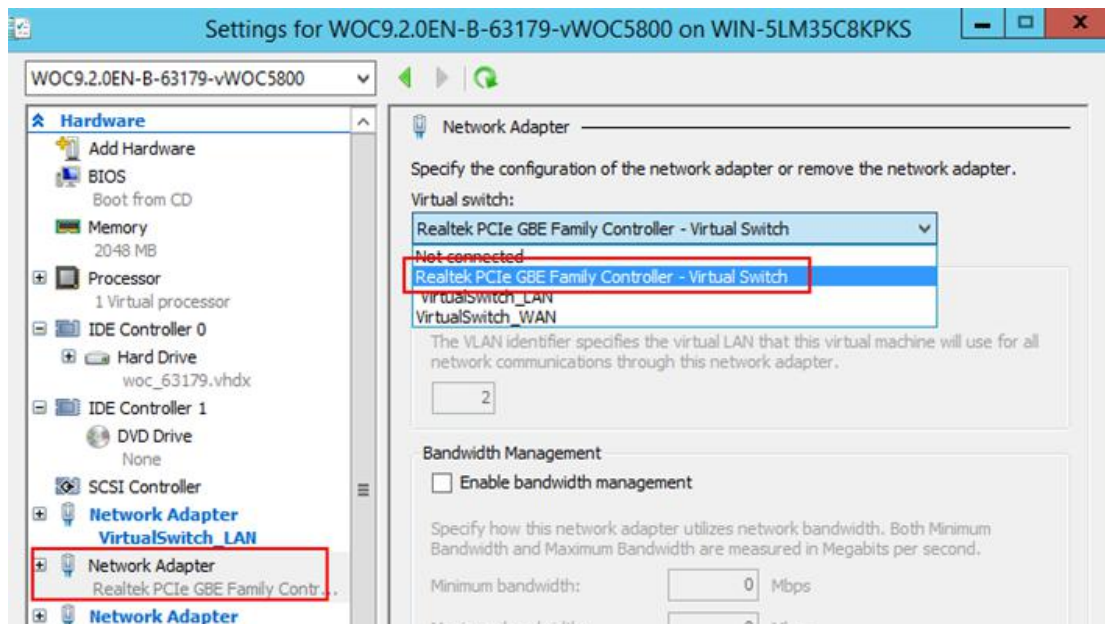 Settings for WOC9.2.0EN-B-63179-vWOC5800 on WIN-5LM35C8KPKS
WOC9.2.0EN-B-63179-vWOC5800
Hardware
Add Hardware
BIOS
Boot from CD
Memory
2048 MB
Processor
1 Virtual processor
IDE Controller 0
Hard Drive
woc_63179.vhdx
IDE Controller 1
DVD Drive
None
SCSI Controller
Network Adapter
VirtualSwitch_LAN
Network Adapter
Realtek PCIe GBE Family Contr...
Network Adapter
Network Adapter
Specify the configuration of the network adapter or remove the network adapter.
Virtual switch:
Realtek PCIe GBE Family Controller - Virtual Switch
Not connected
Realtek PCIe GBE Family Controller - Virtual Switch
VirtualSwitch_LAN
VirtualSwitch_WAN
The VLAN identifier specifies the virtual LAN that this virtual machine will use for all
network communications through this network adapter.
2
Bandwidth Management
Enable bandwidth management
Specify how this network adapter utilizes network bandwidth. Both Minimum
Bandwidth and Maximum Bandwidth are measured in Megabits per second.
Minimum bandwidth: 0 Mbps